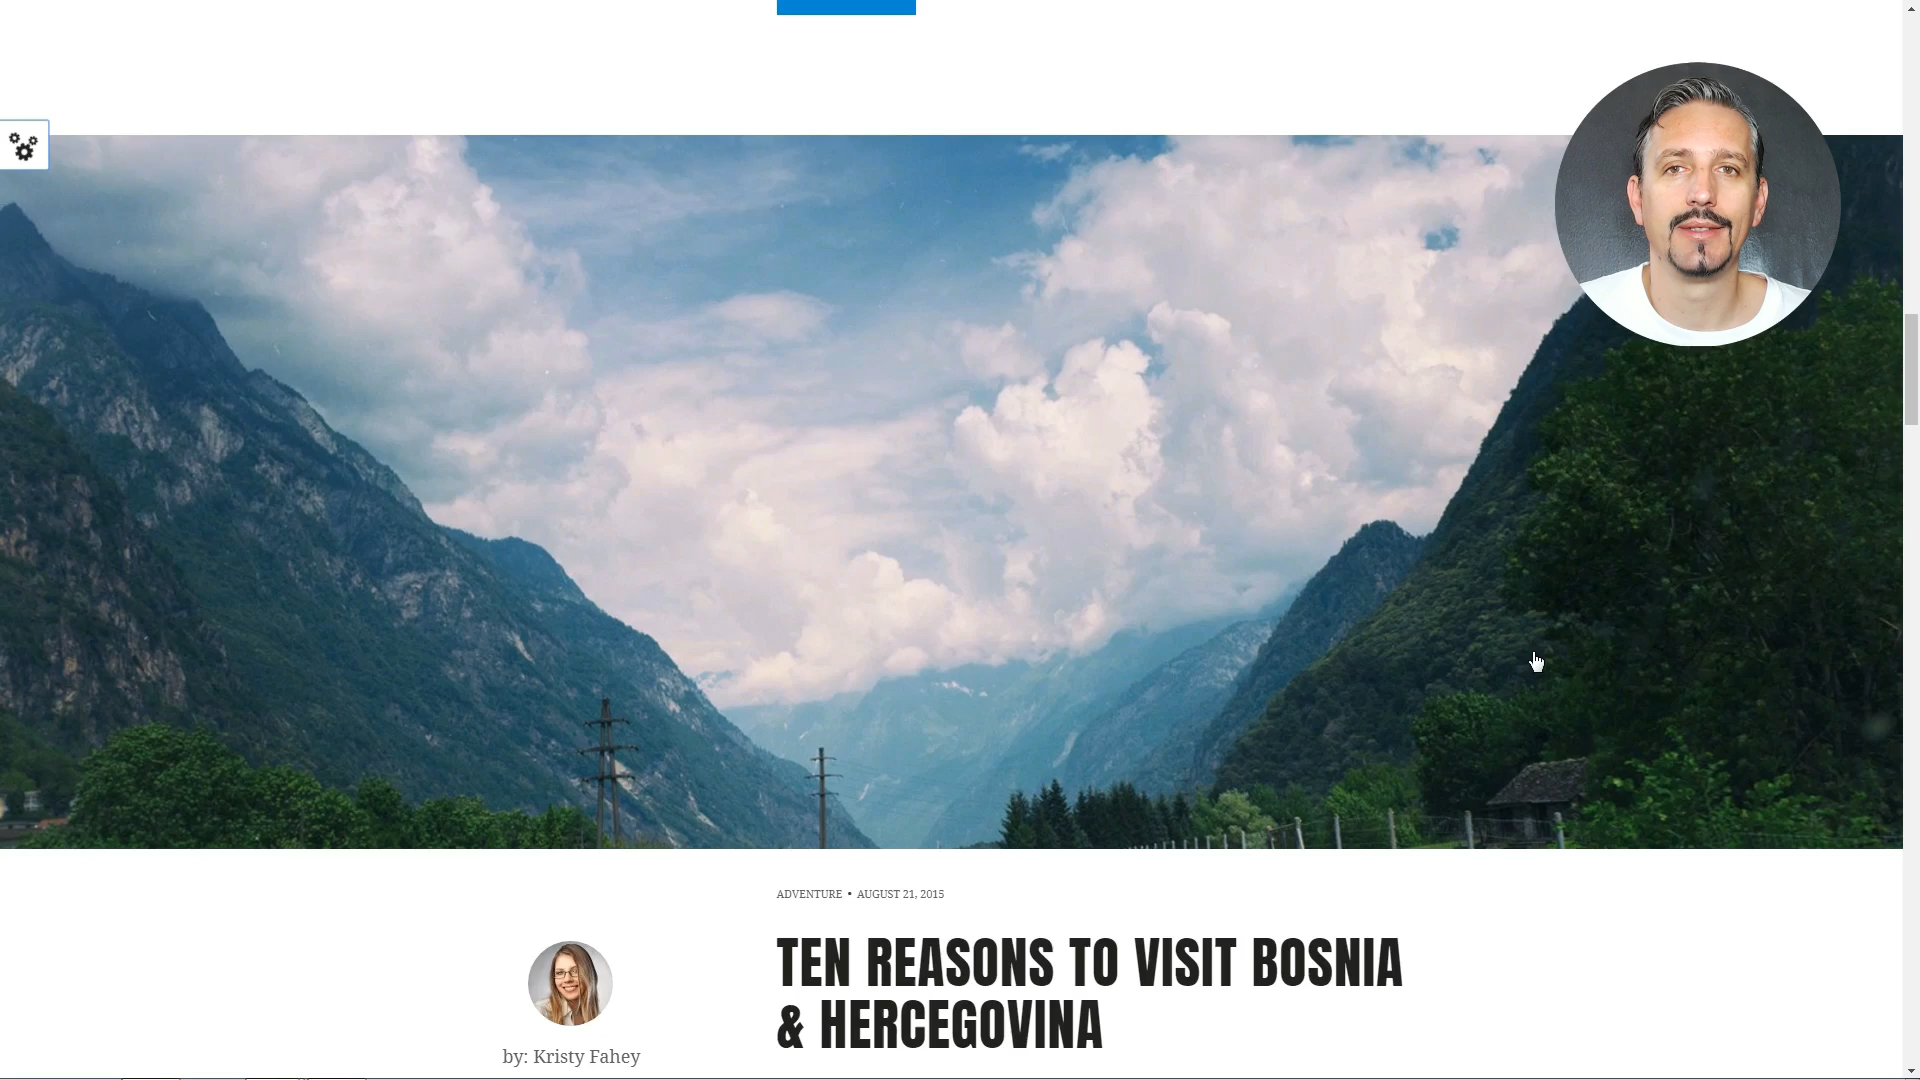 ADVENTURE • AUGUST 21, 2015
TEN REASONS TO VISIT BOSNIA
& HERCEGOVINA
by: Kristy Fahey